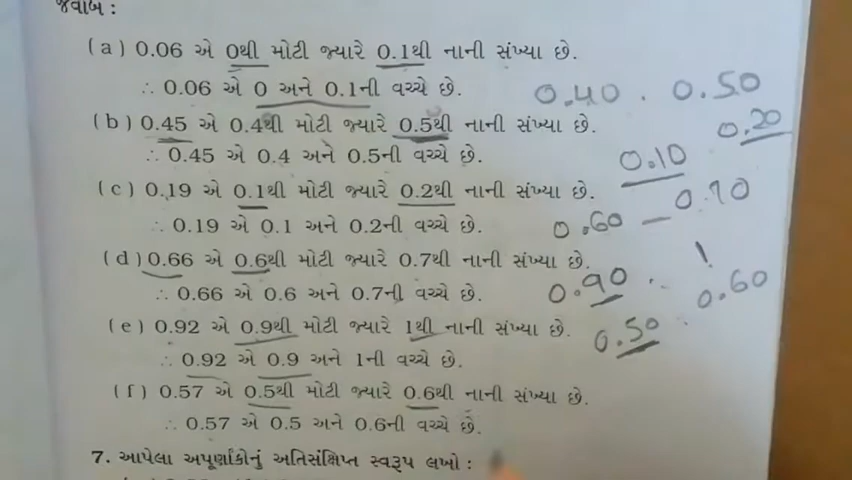 જવાબ :
(a) 0.06 એ 0થી મોટી જ્યારે 0.1થી નાની સંખ્યા છે.
∴ 0.06 એ 0 અને 0.1ની વચ્ચે છે.
0.40 . 0.50
(b) 0.45 એ 0.4થી મોટી જ્યારે 0.5થી નાની સંખ્યા છે.
0.20
∴ 0.45 એ 0.4 અને 0.5ની વચ્ચે છે.
0.10
(c) 0.19 એ 0.1થી મોટી જ્યારે 0.2થી નાની સંખ્યા છે.
∴ 0.19 એ 0.1 અને 0.2ની વચ્ચે છે.
0.60 – 0.70
(d) 0.66 એ 0.6થી મોટી જ્યારે 0.7થી નાની સંખ્યા છે.
∴ 0.66 એ 0.6 અને 0.7ની વચ્ચે છે.
0.90 .. 1
(e) 0.92 એ 0.9થી મોટી જ્યારે 1થી નાની સંખ્યા છે.
0.50 . 0.60
∴ 0.92 એ 0.9 અને 1ની વચ્ચે છે.
(f) 0.57 એ 0.5થી મોટી જ્યારે 0.6થી નાની સંખ્યા છે.
∴ 0.57 એ 0.5 અને 0.6ની વચ્ચે છે.
7. આપેલા અપૂર્ણાંકોનું અતિસંક્ષિપ્ત સ્વરૂપ લખો :